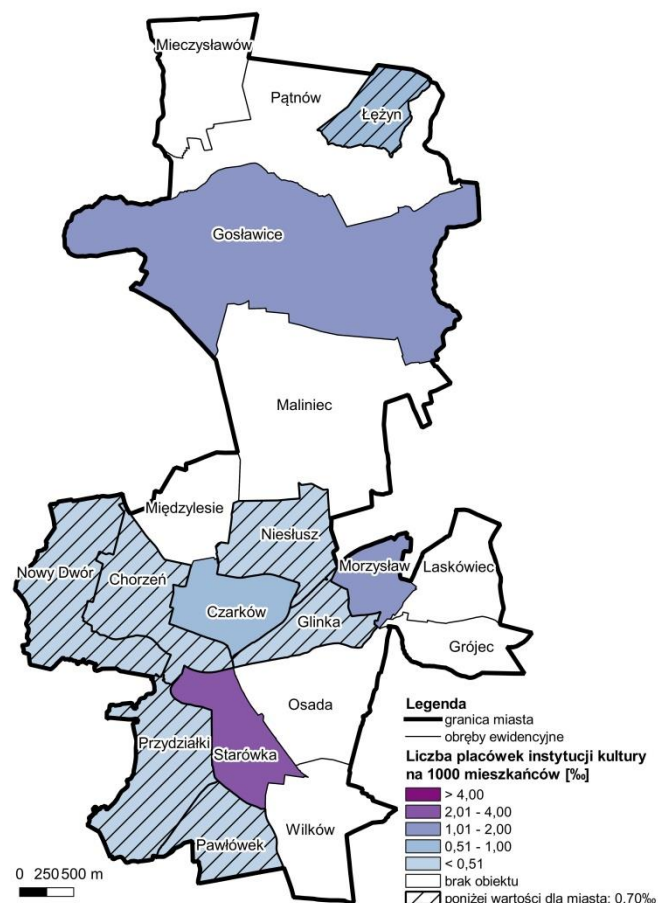 Mieczysławów
Pątnów
Łężyn
Gosławice
Maliniec
Międzylesie
Niesłusz
Nowy Dwór
Chorzeń
Morzysław
Laskówiec
Czarków
Glinka
Grójec
Osada
Przydziałki
Starówka
Pawłówek
Wilków
Legenda
granica miasta
obręby ewidencyjne
Liczba placówek instytucji kultury
na 1000 mieszkańców [‰]
> 4,00
2,01 - 4,00
1,01 - 2,00
0,51 - 1,00
< 0,51
brak obiektu
poniżej wartości dla miasta: 0,70‰
0 250 500 m